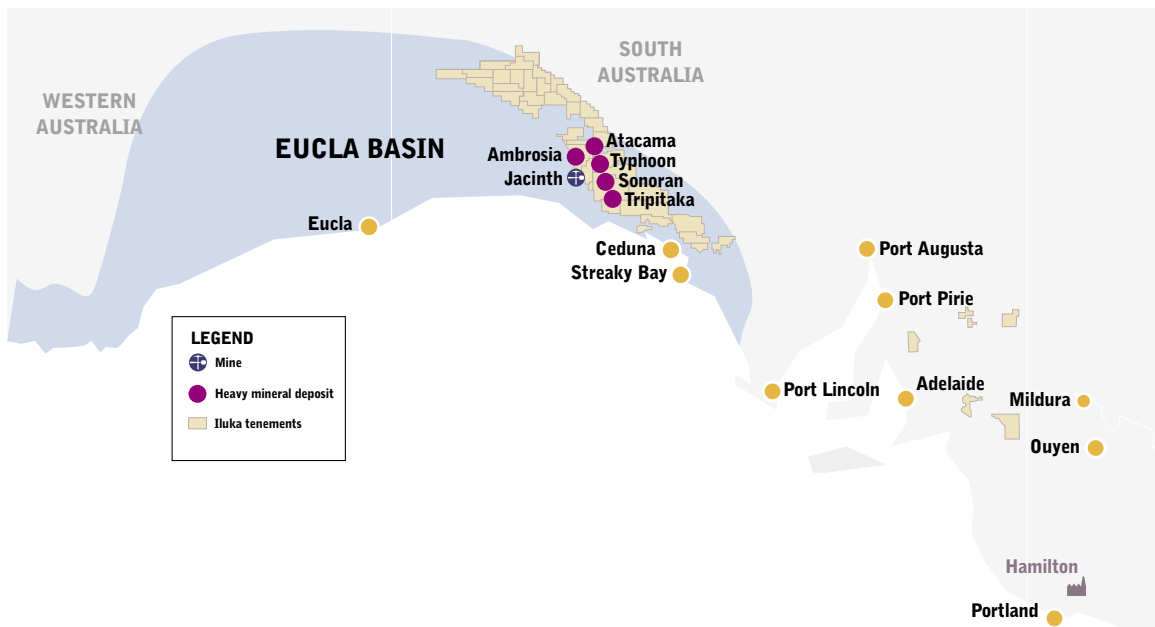 SOUTH
AUSTRALIA
WESTERN
AUSTRALIA
EUCLA BASIN
Atacama
Ambrosia
Typhoon
Jacinth
Sonoran
Tripitaka
Eucla
Ceduna
Port Augusta
Streaky Bay
Port Pirie
LEGEND
Mine
Heavy mineral deposit
Iluka tenements
Port Lincoln
Adelaide
Mildura
Ouyen
Hamilton
Portland